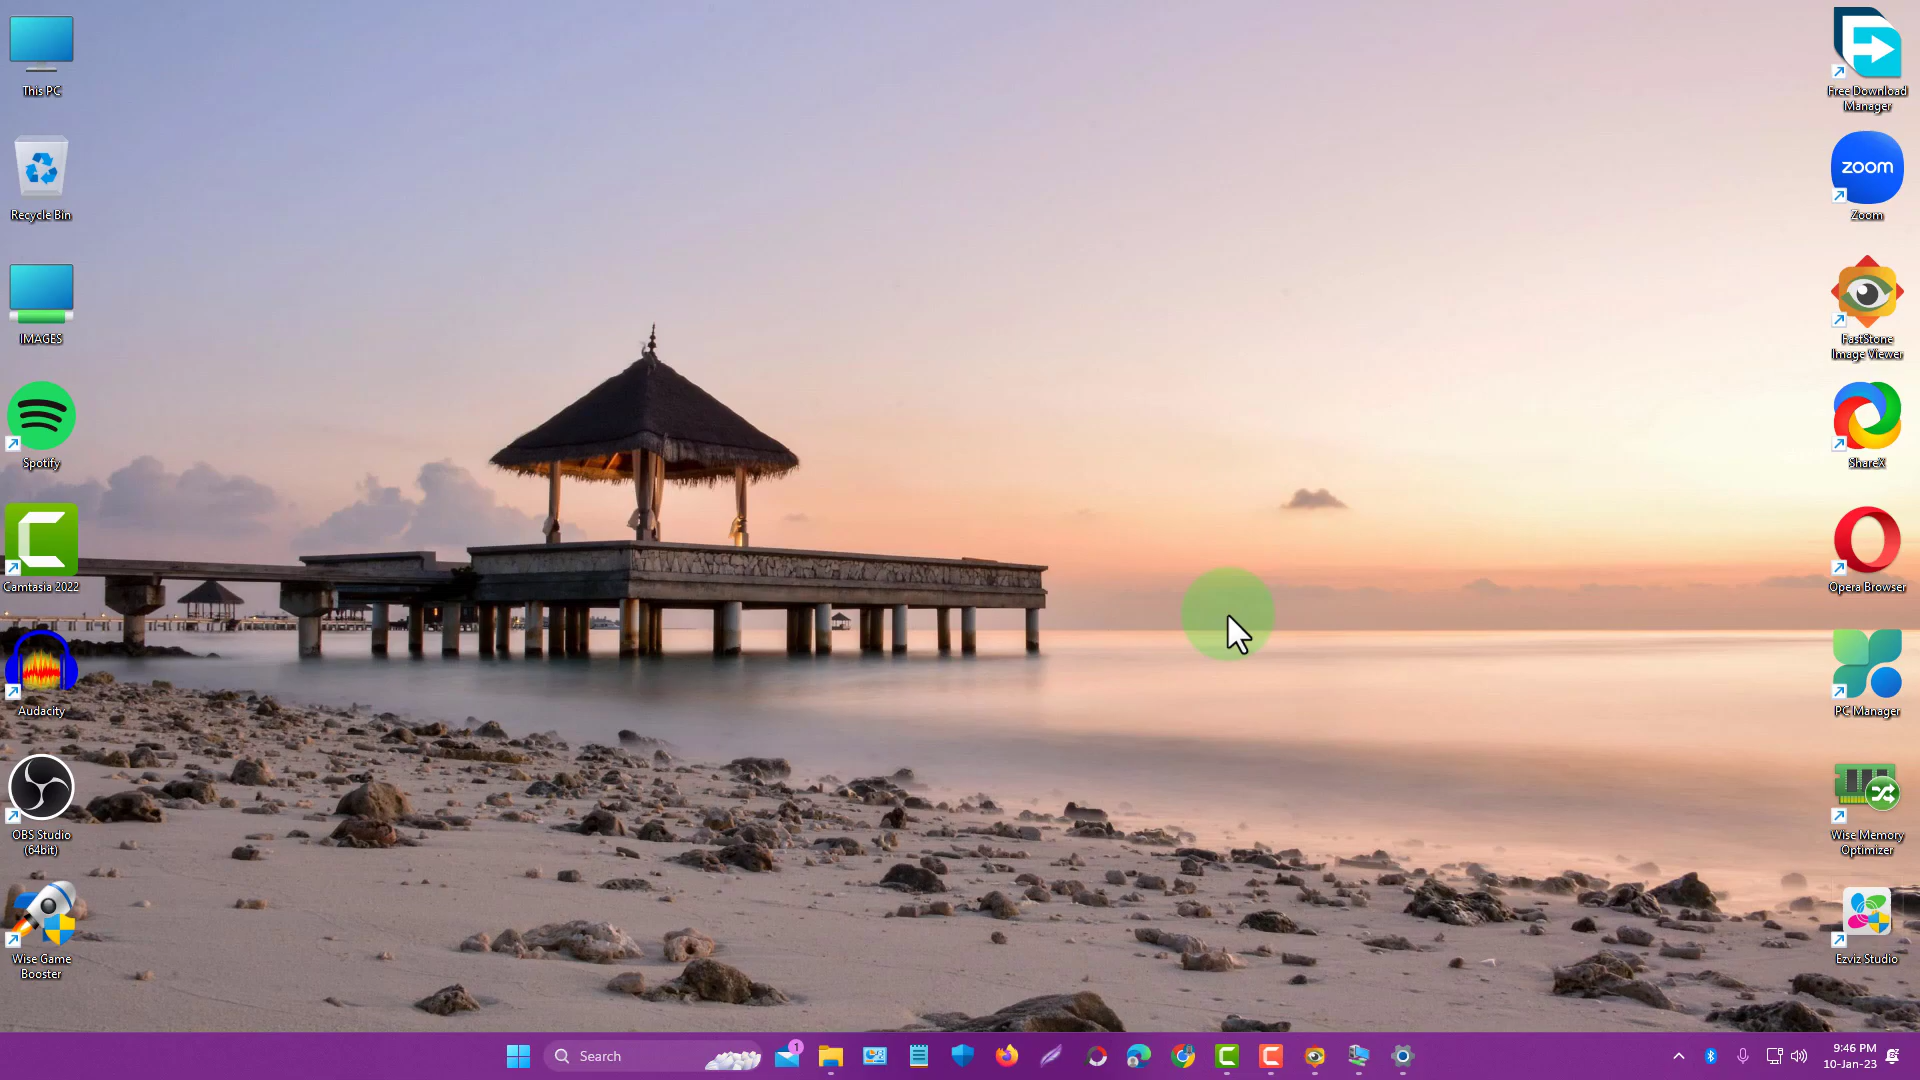 This PC
Recycle Bin
IMAGES
Spotify
Camtasia 2022
Audacity
OBS Studio
(64bit)
Wise Game
Booster
Free Download
Manager
zoom
Zoom
FastStone
Image Viewer
ShareX
Opera Browser
PC Manager
Wise Memory
Optimizer
Ezviz Studio
Search
1
9:46 PM
10-Jan-23